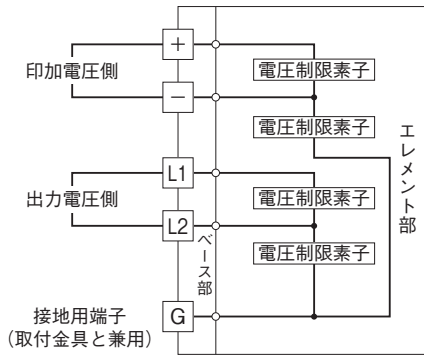 ＋
印加電圧側
電圧制限素子
－
電圧制限素子
エレメント部
L1
出力電圧側
電圧制限素子
L2
ベース部
電圧制限素子
接地用端子
（取付金具と兼用）
G